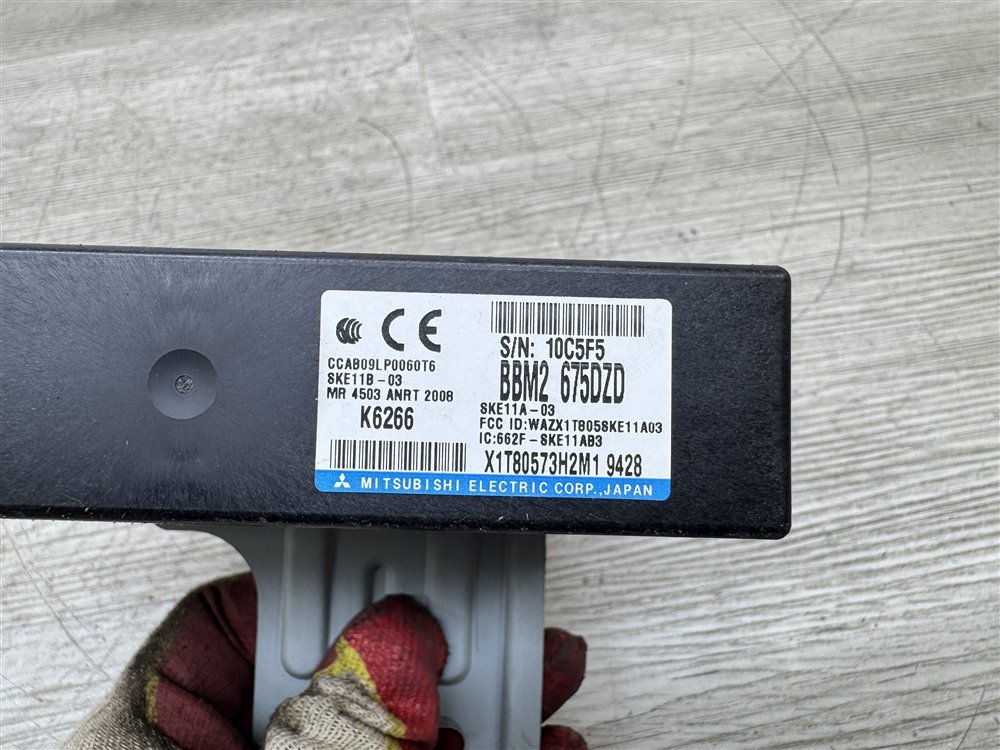 CE
CCAB09LP0060T6
SKE11B-03
MR 4503 ANRT 2008
K6266
S/N: 10C5F5
BBM2 675DZD
SKE11A-03
FCC ID:WAZX1T805SKE11A03
IC:662F-SKE11AB3
X1T80573H2M1 9428
MITSUBISHI ELECTRIC CORP.,JAPAN